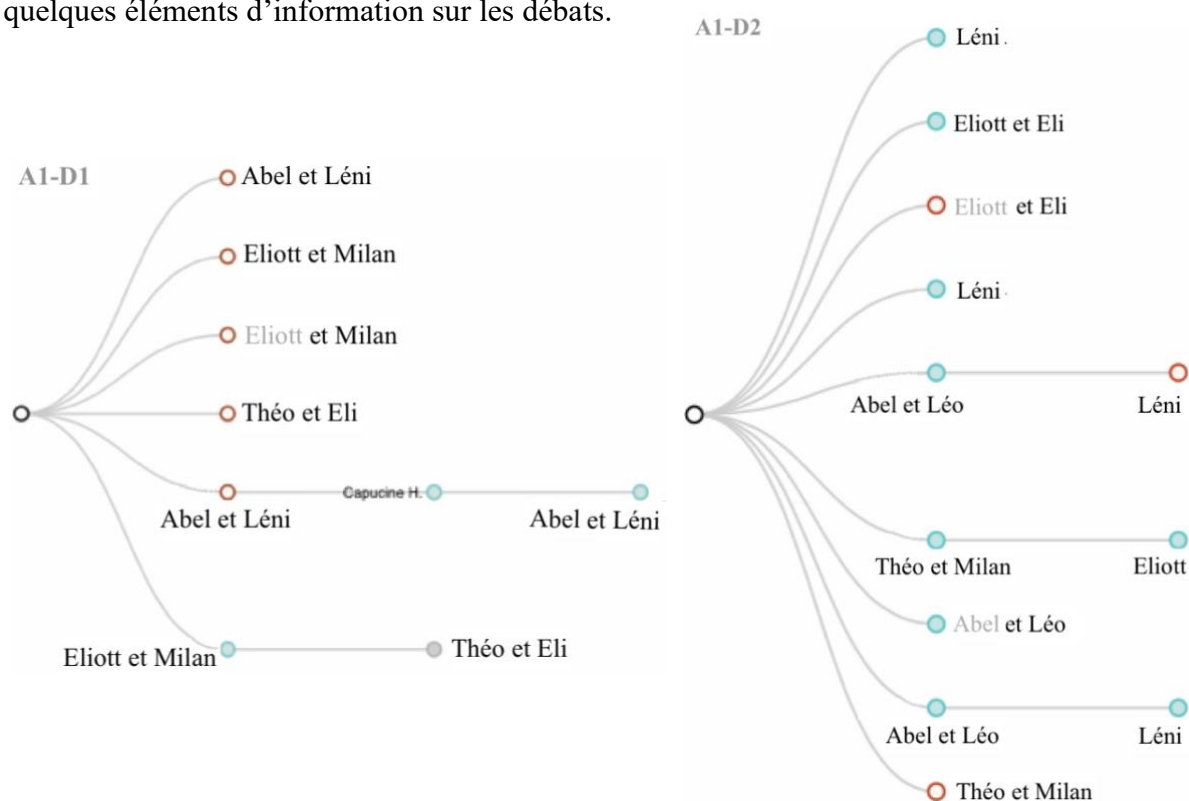 quelques éléments d’information sur les débats.
A1-D1
Abel et Léni
Eliott et Milan
Eliott et Milan
Théo et Eli
Capucine H.
Abel et Léni
Abel et Léni
Eliott et Milan
Théo et Eli
A1-D2
Léni.
Eliott et Eli
Eliott et Eli
Léni.
Abel et Léo
Léni
Théo et Milan
Eliott
Abel et Léo
Abel et Léo
Léni
Théo et Milan